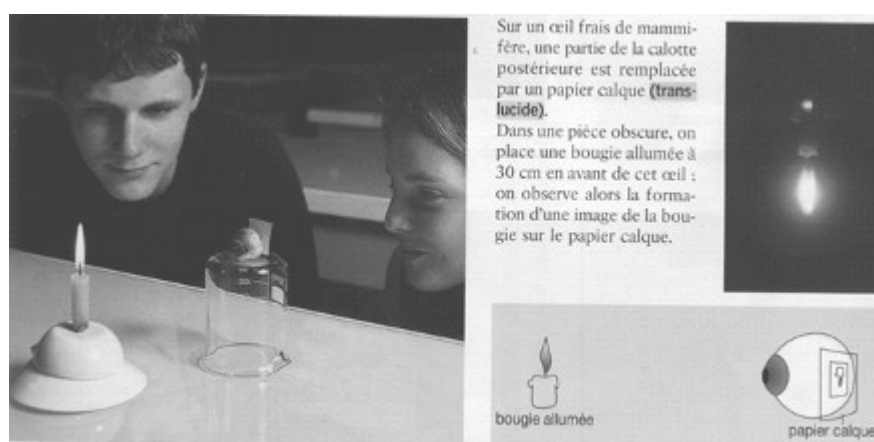 Sur un œil frais de mammi-
fère, une partie de la calotte
postérieure est remplacée
par un papier calque (trans-
lucide).
Dans une pièce obscure, on
place une bougie allumée à
30 cm en avant de cet œil ;
on observe alors la forma-
tion d'une image de la bou-
gie sur le papier calque.
bougie allumée
papier calque